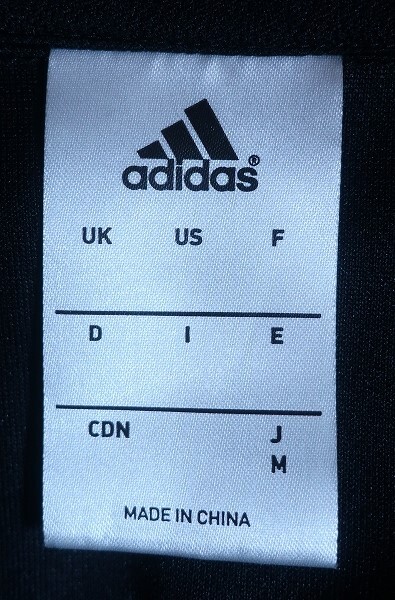 adidas®
UK US F
D I E
CDN J
M
MADE IN CHINA